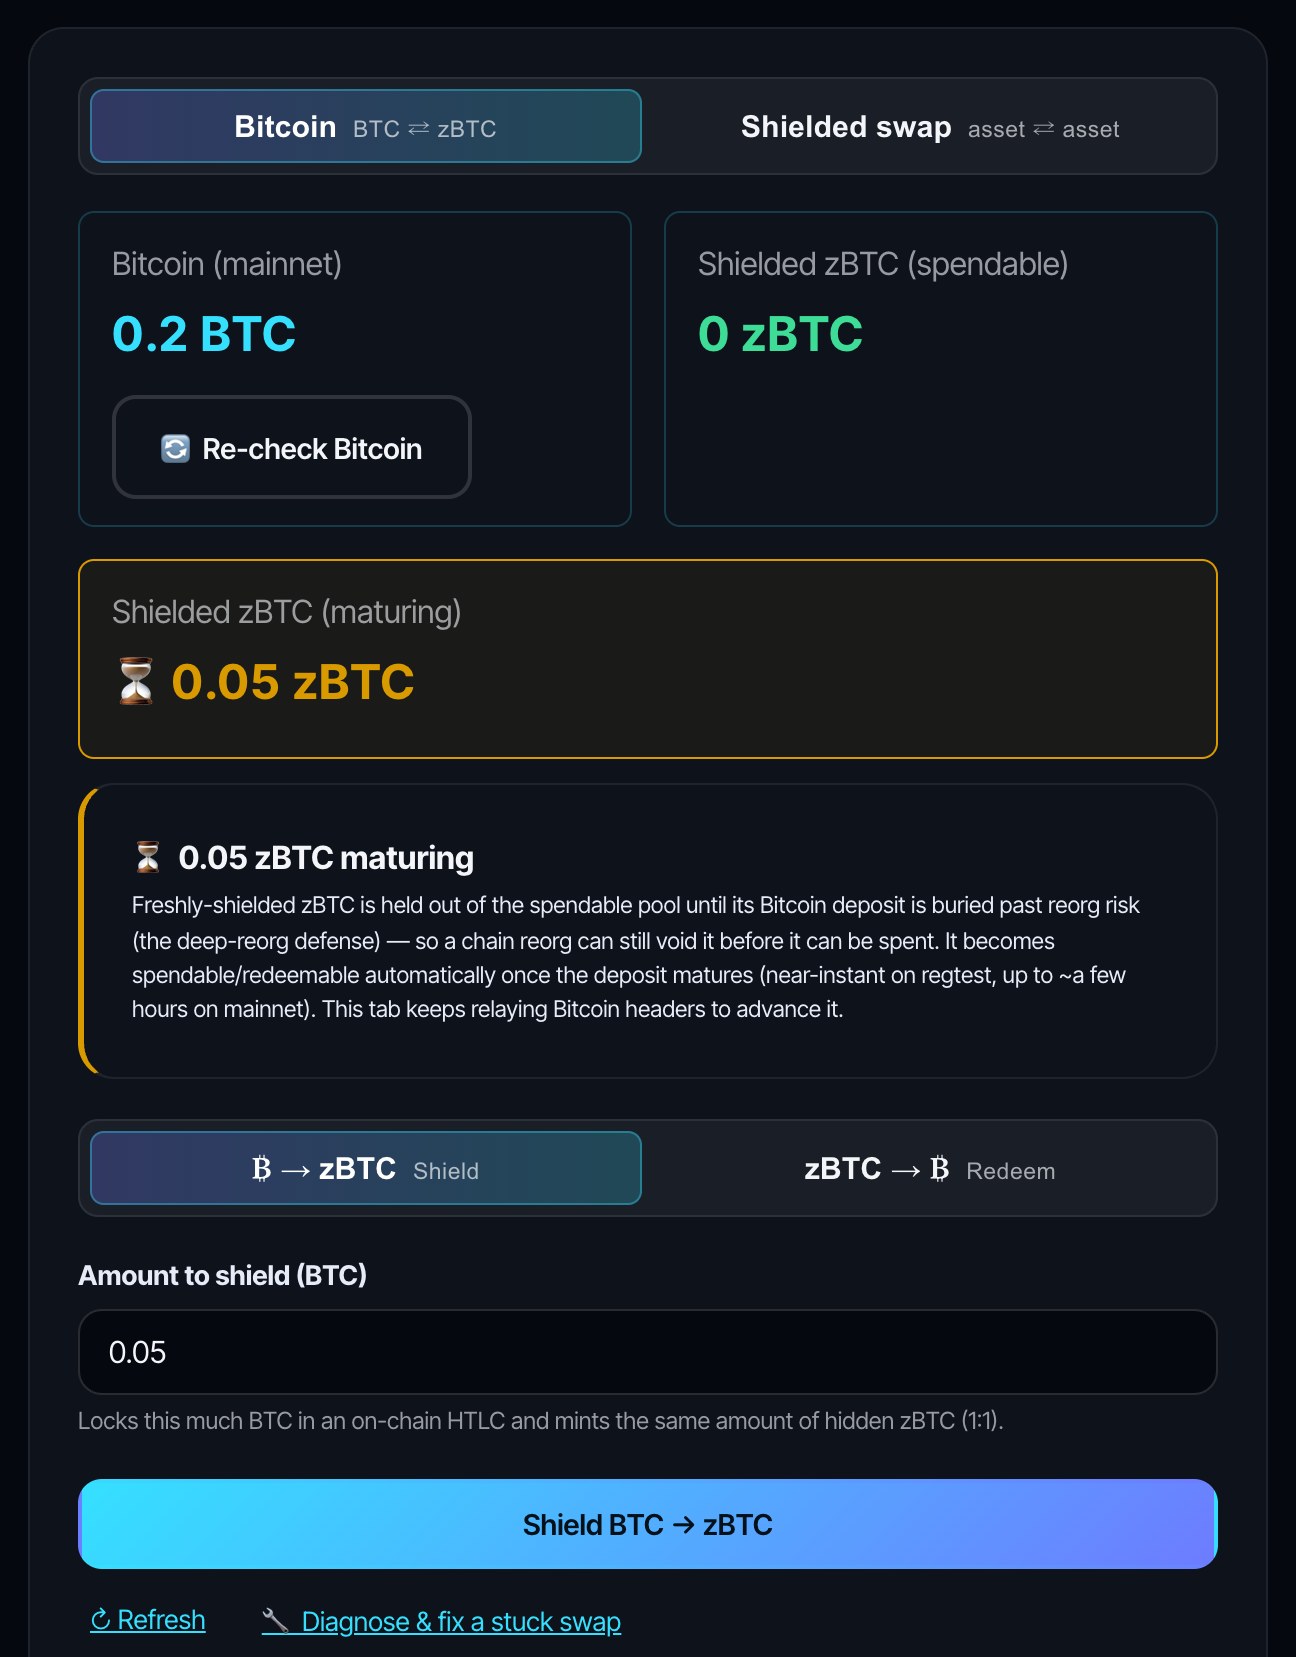 Bitcoin BTC ⇄ zBTC
Shielded swap asset ⇄ asset
Bitcoin (mainnet)
0.2 BTC
🔄 Re-check Bitcoin
Shielded zBTC (spendable)
0 zBTC
Shielded zBTC (maturing)
⏳ 0.05 zBTC
⏳ 0.05 zBTC maturing
Freshly-shielded zBTC is held out of the spendable pool until its Bitcoin deposit is buried past reorg risk
(the deep-reorg defense) — so a chain reorg can still void it before it can be spent. It becomes
spendable/redeemable automatically once the deposit matures (near-instant on regtest, up to ~a few
hours on mainnet). This tab keeps relaying Bitcoin headers to advance it.
₿ → zBTC Shield
zBTC → ₿ Redeem
Amount to shield (BTC)
0.05
Locks this much BTC in an on-chain HTLC and mints the same amount of hidden zBTC (1:1).
Shield BTC → zBTC
↻ Refresh
🔧 Diagnose & fix a stuck swap